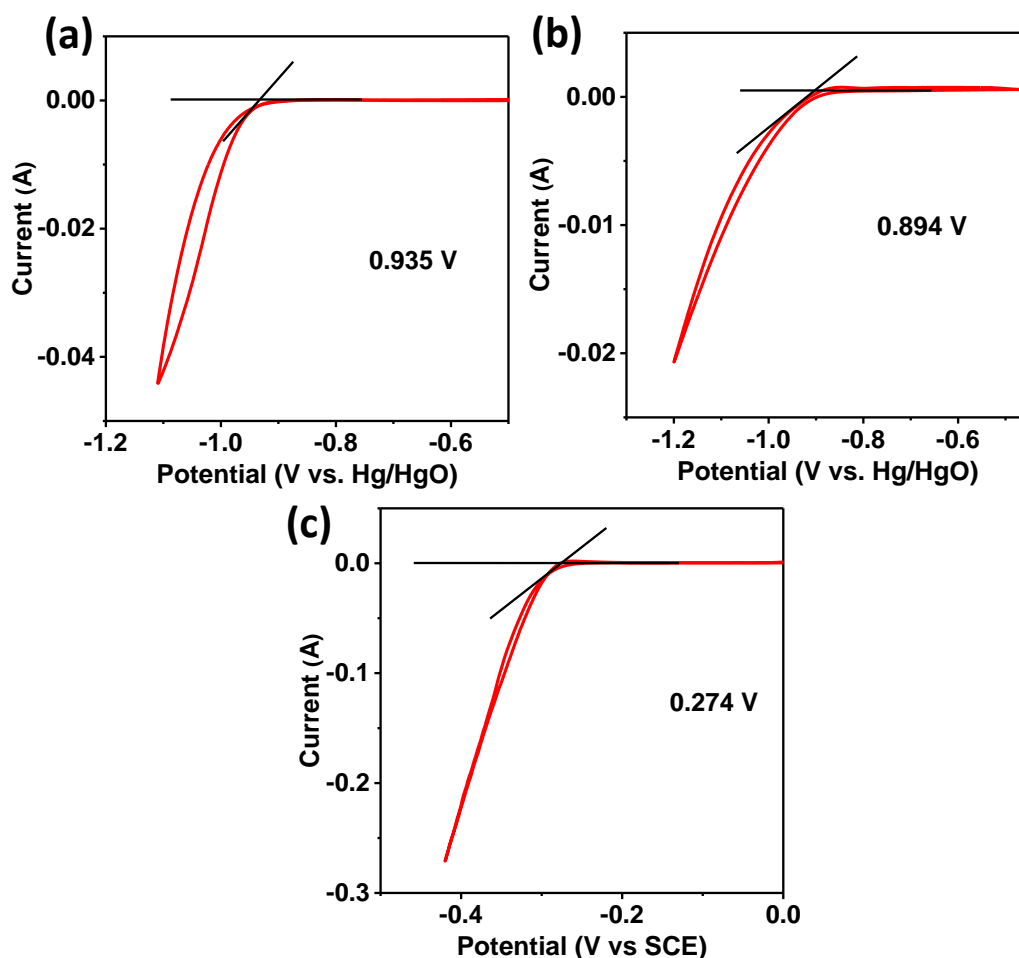 (a)
Current (A)
0.00
-0.02
-0.04
0.935 V
-1.2 -1.0 -0.8 -0.6
Potential (V vs. Hg/HgO)
(b)
Current (A)
0.00
-0.01
-0.02
0.894 V
-1.2 -1.0 -0.8 -0.6
Potential (V vs. Hg/HgO)
(c)
Current (A)
0.0
-0.1
-0.2
-0.3
0.274 V
-0.4 -0.2 0.0
Potential (V vs SCE)